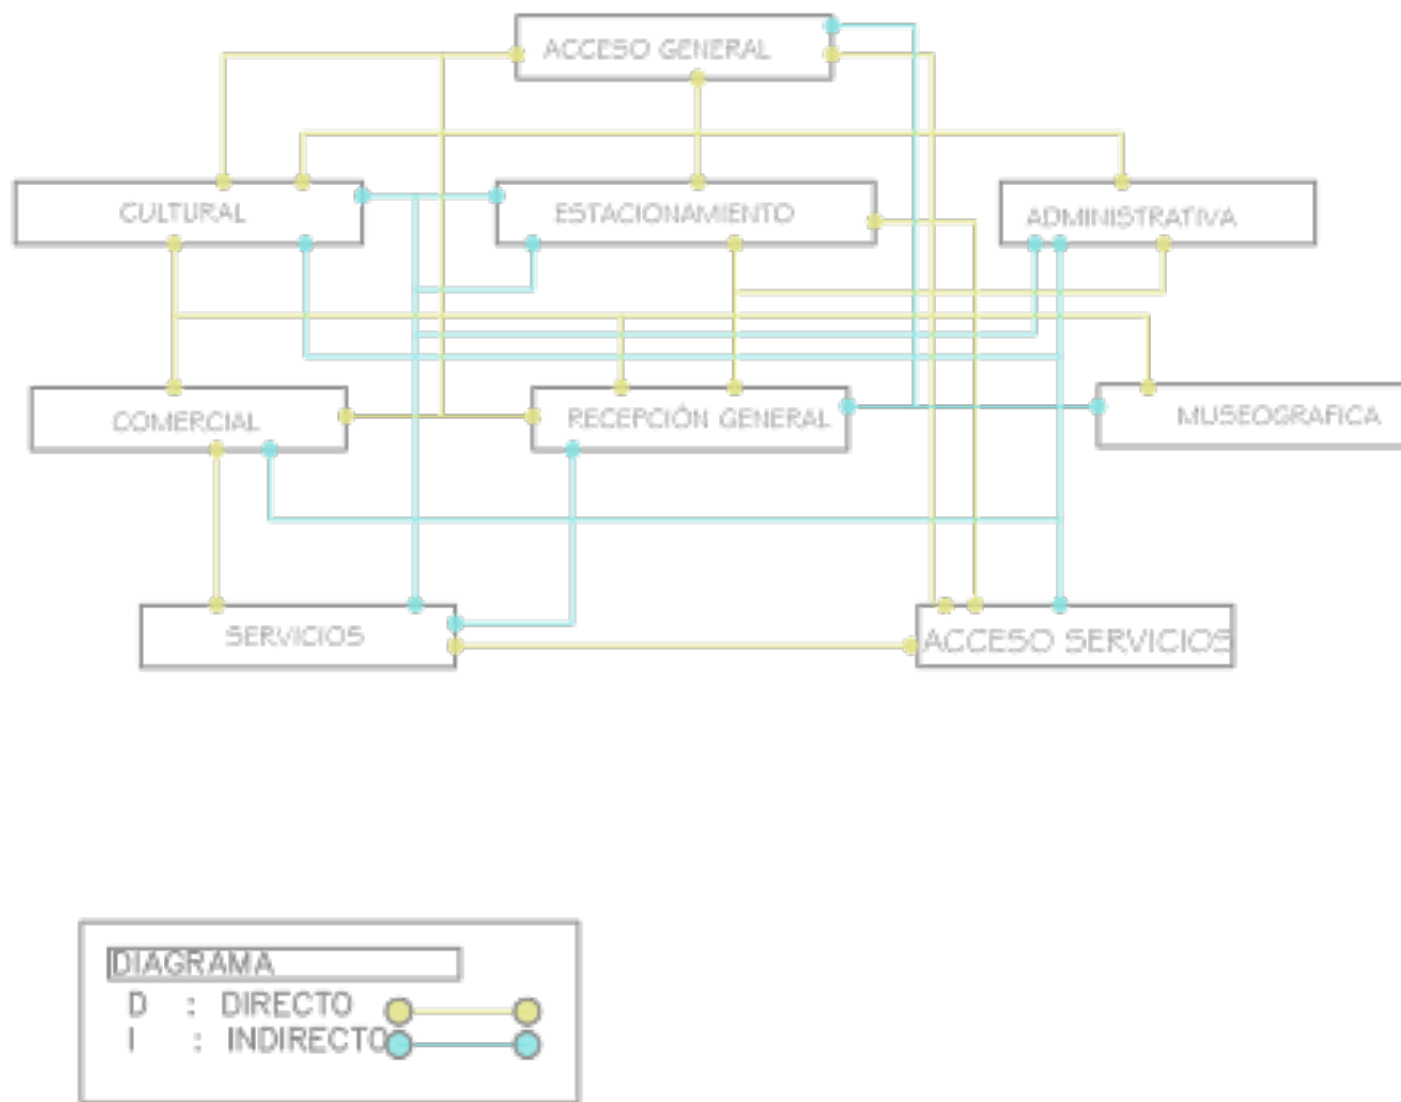 ACCESO GENERAL
CULTURAL
ESTACIONAMIENTO
ADMINISTRATIVA
COMERCIAL
RECEPCIÓN GENERAL
MUSEOGRAFICA
SERVICIOS
ACCESO SERVICIOS
DIAGRAMA
D : DIRECTO
I : INDIRECTO